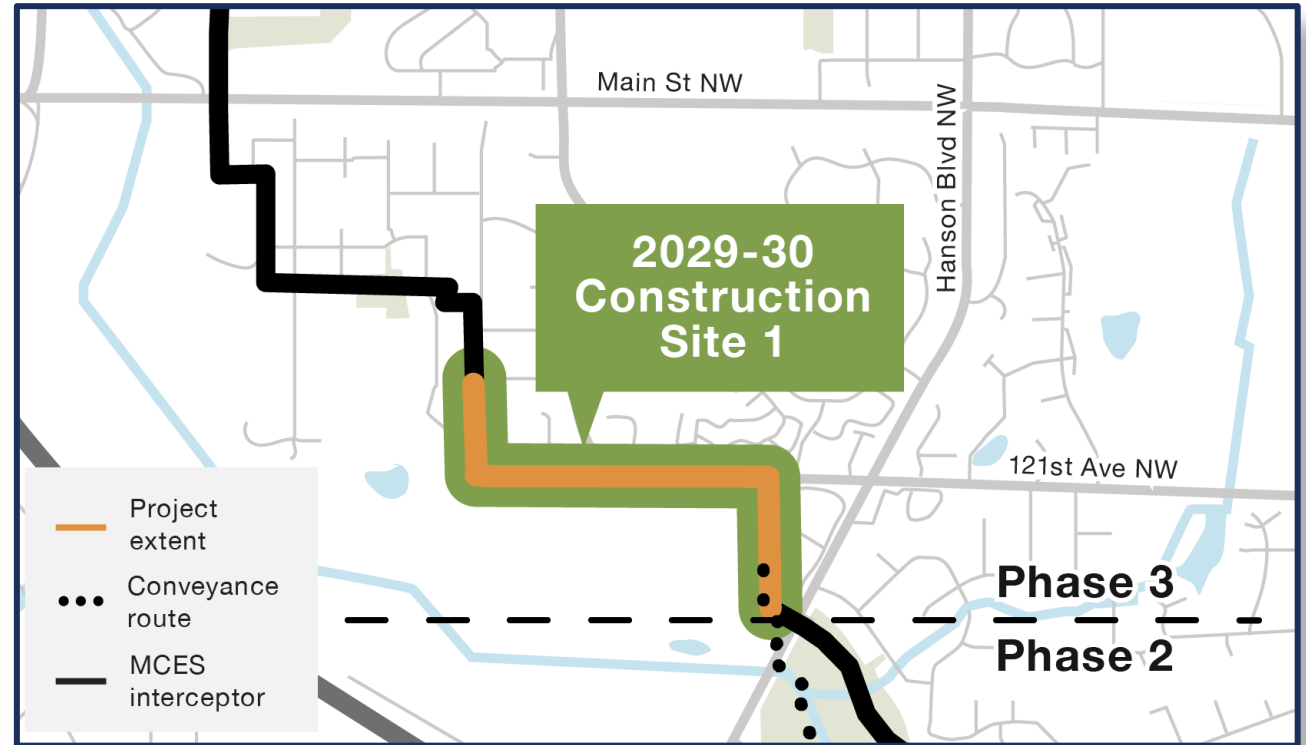 Main St NW
Hanson Blvd NW
2029-30
Construction
Site 1
121st Ave NW
Project
extent
Conveyance
route
MCES
interceptor
Phase 3
Phase 2